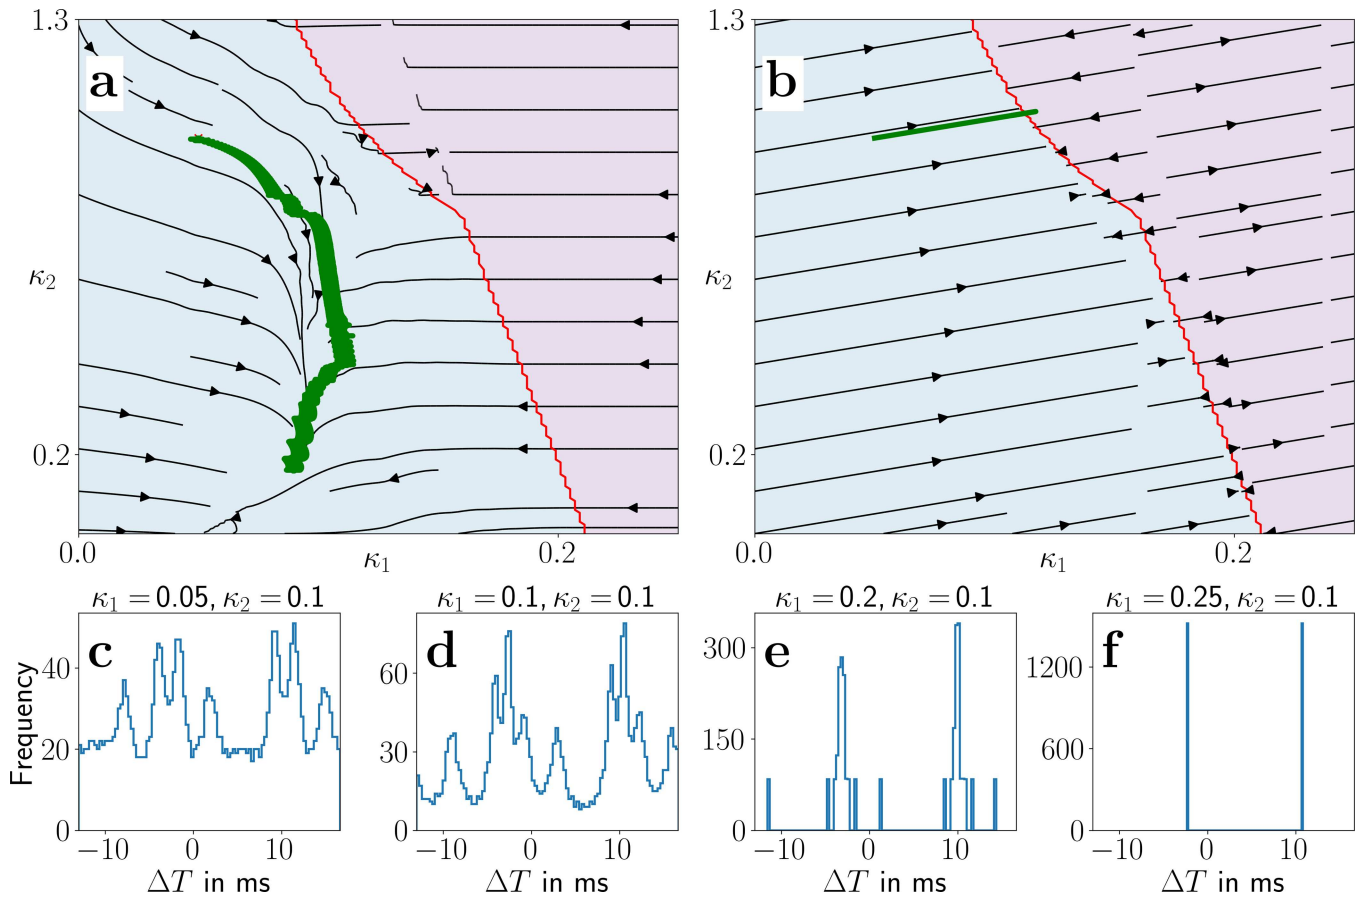 1.3
a
κ₂
0.2
0.0
κ₁
0.2
1.3
b
κ₂
0.2
0.0
κ₁
0.2
κ₁ = 0.05, κ₂ = 0.1
c
Frequency
40
20
0
−10
0
10
ΔT in ms
κ₁ = 0.1, κ₂ = 0.1
d
60
30
0
−10
0
10
ΔT in ms
κ₁ = 0.2, κ₂ = 0.1
e
300
150
0
−10
0
10
ΔT in ms
κ₁ = 0.25, κ₂ = 0.1
f
1200
600
0
−10
0
10
ΔT in ms